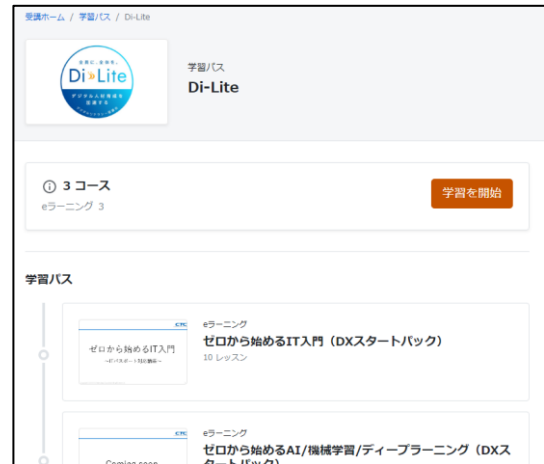 受講ホーム / 学習パス / Di-Lite
Di»Lite
学習パス
Di-Lite
3 コース
eラーニング 3
学習を開始
学習パス
eラーニング
ゼロから始めるIT入門（DXスタートパック）
10 レッスン
ゼロから始めるIT入門
eラーニング
ゼロから始めるAI/機械学習/ディープラーニング（DXス
タートパック）
Coming soon